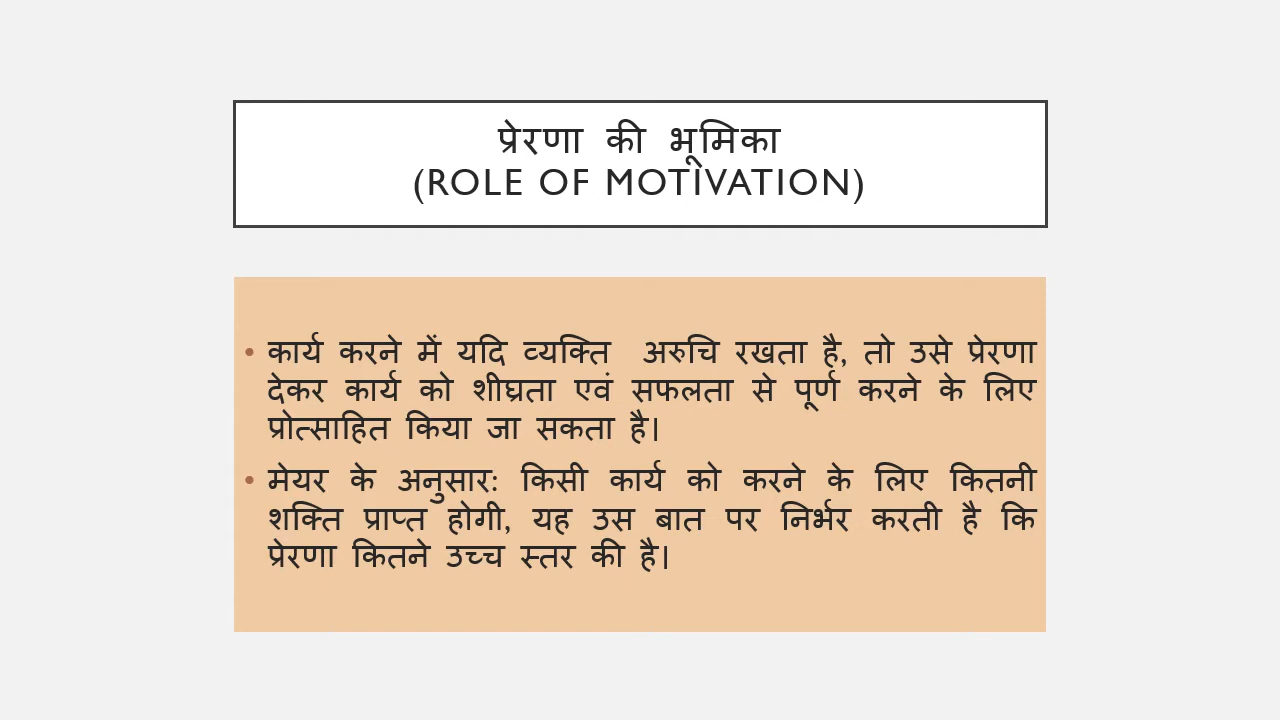 प्रेरणा की भूमिका
(ROLE OF MOTIVATION)
• कार्य करने में यदि व्यक्ति अरुचि रखता है, तो उसे प्रेरणा
देकर कार्य को शीघ्रता एवं सफलता से पूर्ण करने के लिए
प्रोत्साहित किया जा सकता है।
• मेयर के अनुसार: किसी कार्य को करने के लिए कितनी
शक्ति प्राप्त होगी, यह उस बात पर निर्भर करती है कि
प्रेरणा कितने उच्च स्तर की है।